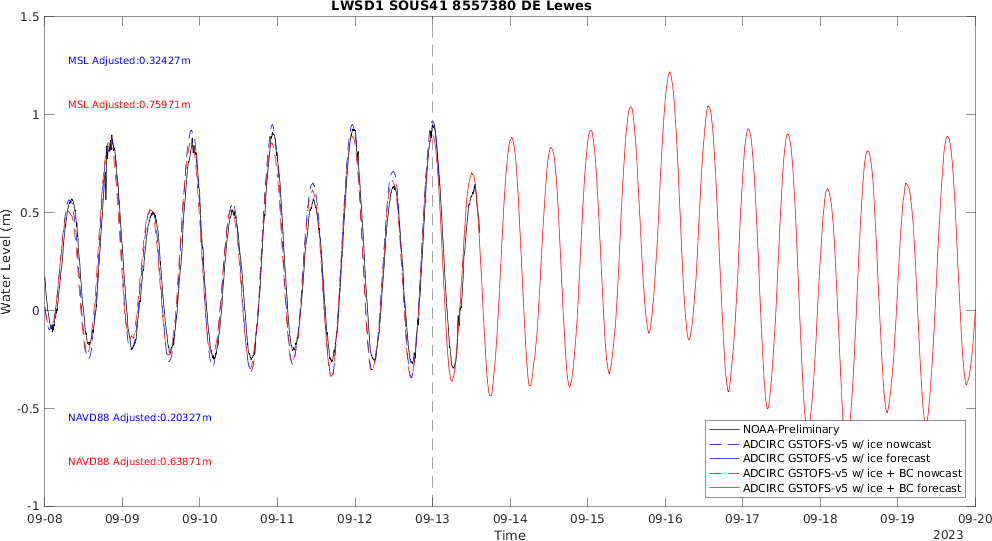 LWSD1 SOUS41 8557380 DE Lewes
1.5
MSL Adjusted:0.32427m
MSL Adjusted:0.75971m
1
0.5
Water Level (m)
0
-0.5
NAVD88 Adjusted:0.20327m
NAVD88 Adjusted:0.63871m
NOAA-Preliminary
ADCIRC GSTOFS-v5 w/ ice nowcast
ADCIRC GSTOFS-v5 w/ ice forecast
ADCIRC GSTOFS-v5 w/ ice + BC nowcast
ADCIRC GSTOFS-v5 w/ ice + BC forecast
-1
09-08 09-09 09-10 09-11 09-12 09-13 09-14 09-15 09-16 09-17 09-18 09-19 09-20
Time
2023